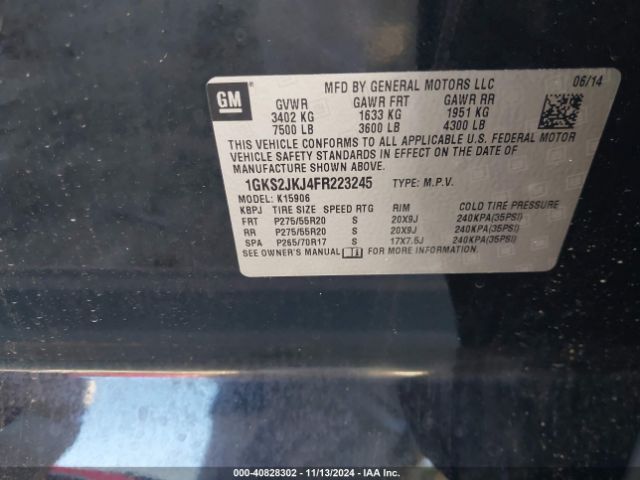 GM
MFD BY GENERAL MOTORS LLC 06/14
GVWR GAWR FRT GAWR RR
3402 KG 1633 KG 1951 KG
7500 LB 3600 LB 4300 LB
THIS VEHICLE CONFORMS TO ALL APPLICABLE U.S. FEDERAL MOTOR
VEHICLE SAFETY STANDARDS IN EFFECT ON THE DATE OF
MANUFACTURE SHOWN ABOVE.
1GKS2JKJ4FR223245 TYPE: M.P.V.
MODEL: K15906
KBPJ TIRE SIZE SPEED RTG RIM COLD TIRE PRESSURE
FRT P275/55R20 S 20X9J 240KPA(35PSI)
RR P275/55R20 S 20X9J 240KPA(35PSI)
SPA P265/70R17 S 17X7.5J 240KPA(35PSI)
SEE OWNER'S MANUAL FOR MORE INFORMATION.
000-40828302 - 11/13/2024 - IAA Inc.